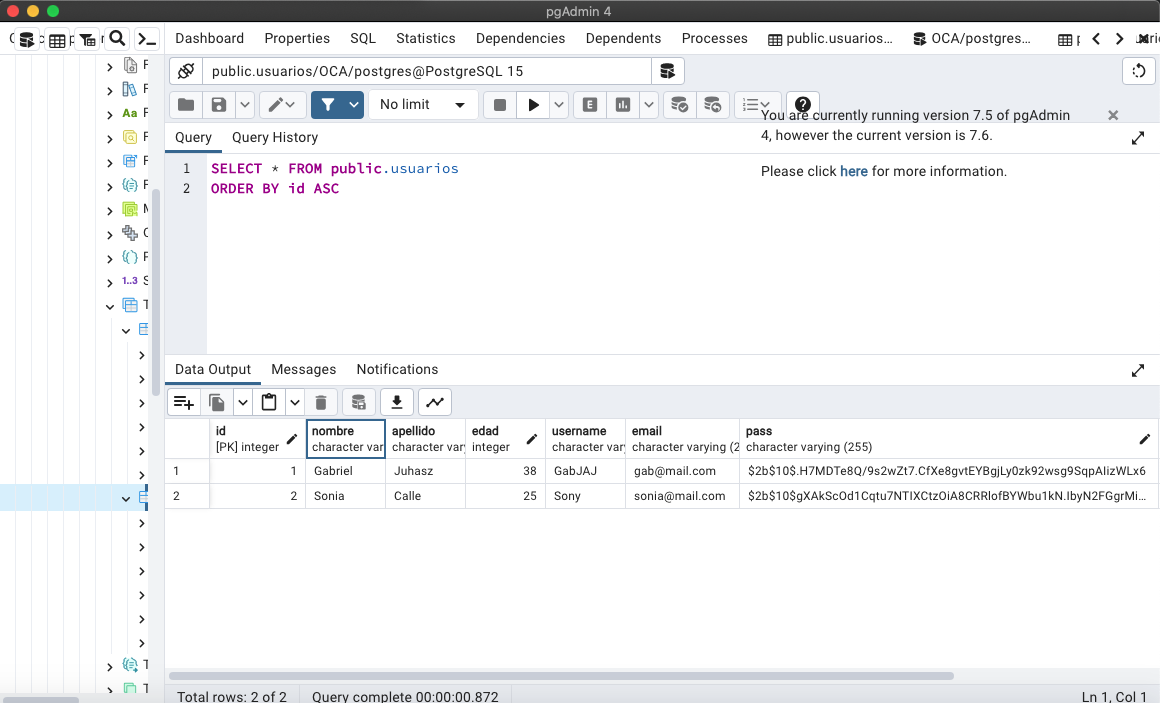 pgAdmin 4
Dashboard Properties SQL Statistics Dependencies Dependents Processes public.usuarios... OCA/postgres...
public.usuarios/OCA/postgres@PostgreSQL 15
No limit
You are currently running version 7.5 of pgAdmin
4, however the current version is 7.6.
Please click here for more information.
Query Query History
1 SELECT * FROM public.usuarios
2 ORDER BY id ASC
Aa
1..3
Data Output Messages Notifications
id nombre apellido edad username email pass
[PK] integer character var character var integer character var character varying (2 character varying (255)
1 1 Gabriel Juhasz 38 GabJAJ gab@mail.com $2b$10$.H7MDTe8Q/9s2wZt7.CfXe8gvtEYBgjLy0zk92wsg9SqpAIizWLx6
2 2 Sonia Calle 25 Sony sonia@mail.com $2b$10$gXAkScOd1Cqtu7NTIXCtzOiA8CRRlofBYWbu1kN.IbyN2FGgrMi...
Total rows: 2 of 2 Query complete 00:00:00.872 Ln 1, Col 1